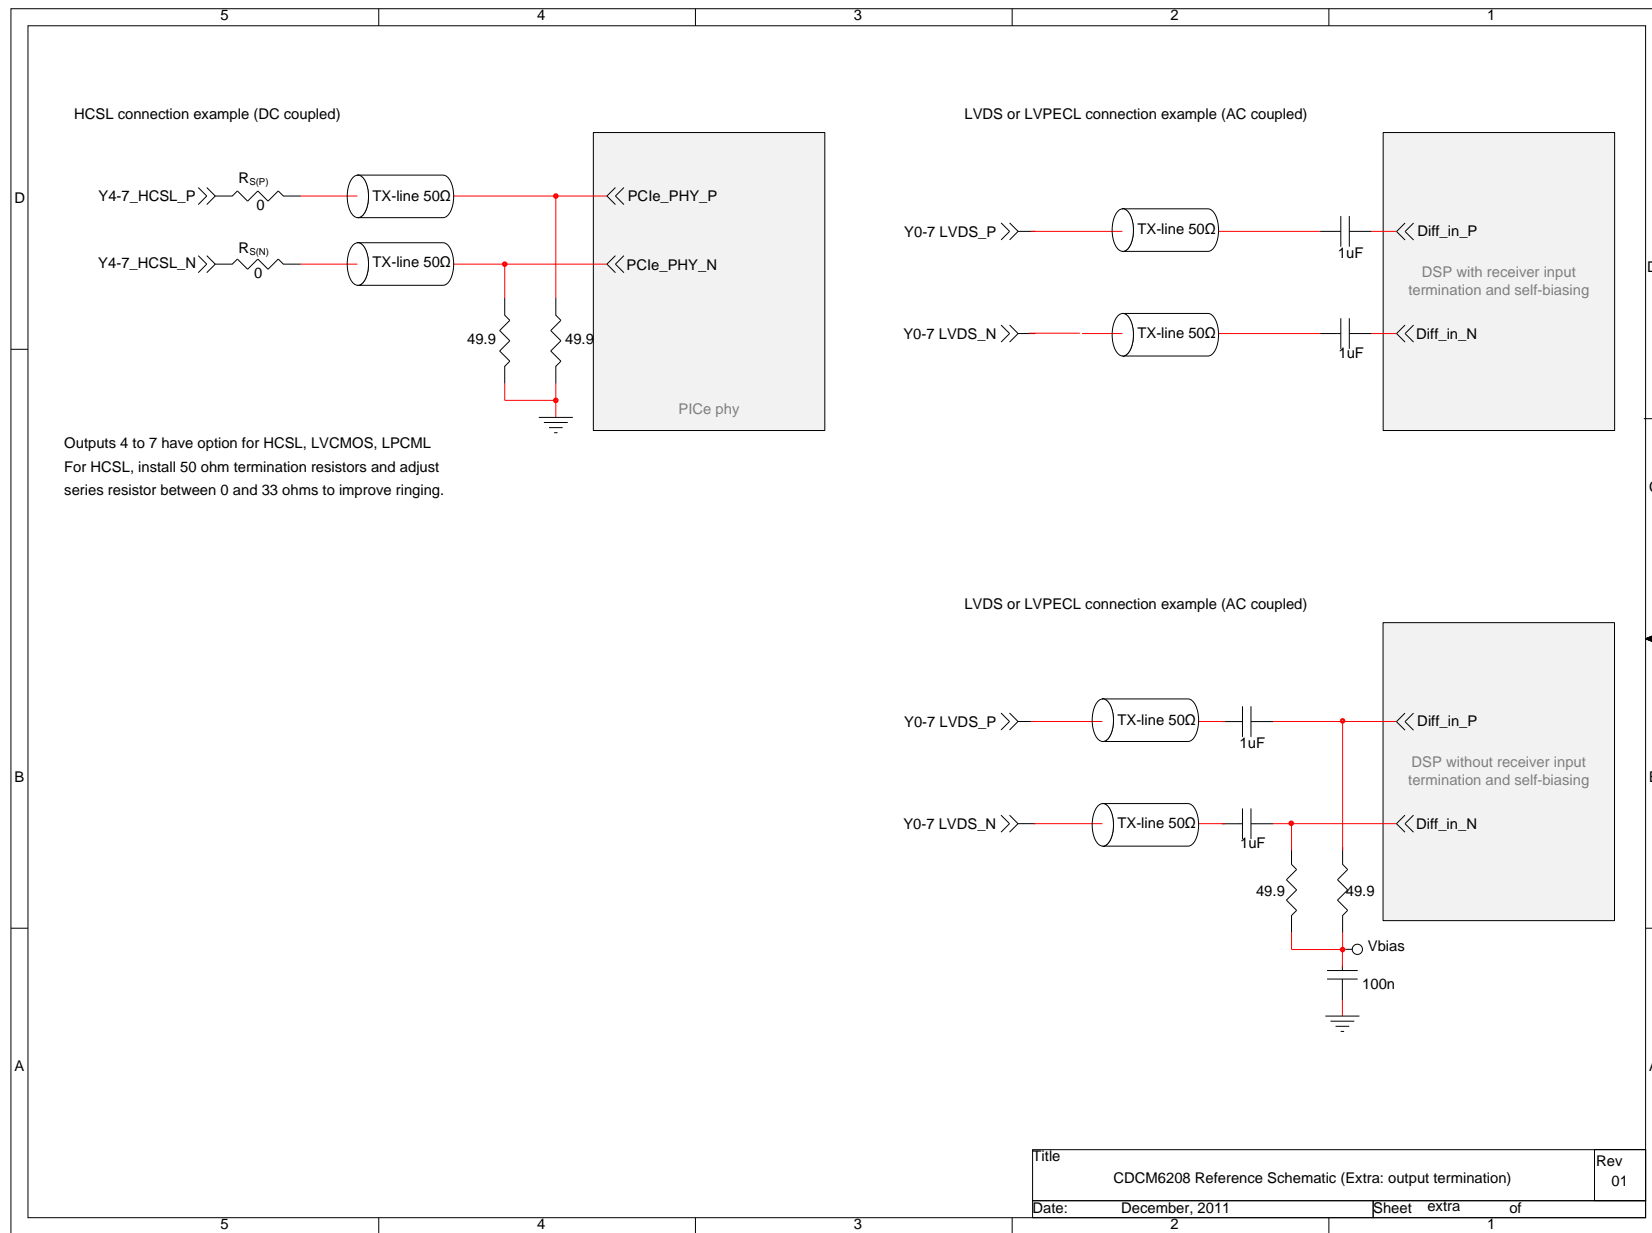 5 4 3 2 1
HCSL connection example (DC coupled)
Y4-7_HCSL_P
RS(P)
0
TX-line 50Ω
PCIe_PHY_P
Y4-7_HCSL_N
RS(N)
0
TX-line 50Ω
PCIe_PHY_N
49.9
49.9
PICe phy
Outputs 4 to 7 have option for HCSL, LVCMOS, LPCML
For HCSL, install 50 ohm termination resistors and adjust
series resistor between 0 and 33 ohms to improve ringing.
LVDS or LVPECL connection example (AC coupled)
Y0-7 LVDS_P
TX-line 50Ω
1uF
Diff_in_P
DSP with receiver input
termination and self-biasing
Y0-7 LVDS_N
TX-line 50Ω
1uF
Diff_in_N
LVDS or LVPECL connection example (AC coupled)
Y0-7 LVDS_P
TX-line 50Ω
1uF
Diff_in_P
DSP without receiver input
termination and self-biasing
Y0-7 LVDS_N
TX-line 50Ω
1uF
Diff_in_N
49.9
49.9
Vbias
100n
D
B
A
Title
CDCM6208 Reference Schematic (Extra: output termination)
Rev
01
Date: December, 2011
Sheet extra of
5 4 3 2 1